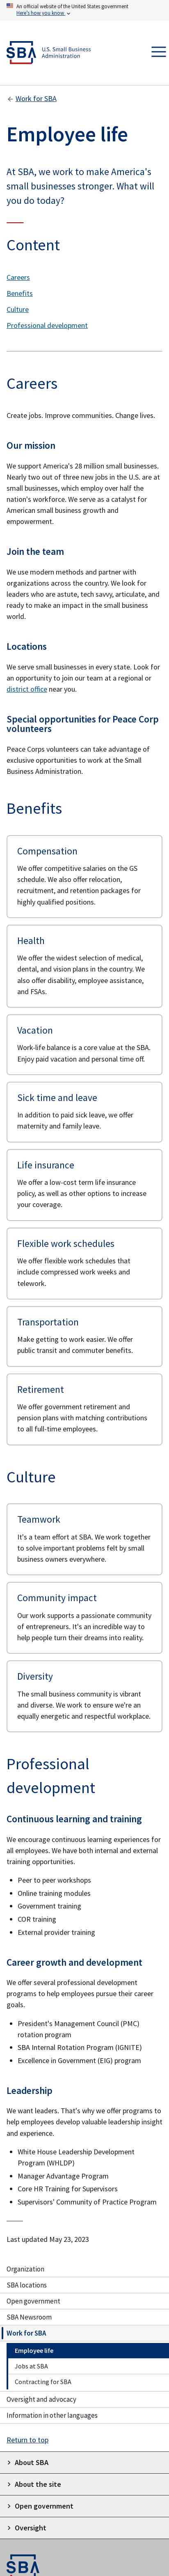 An official website of the United States government
Here's how you know
SBA
U.S. Small Business
Administration
Work for SBA
Employee life
At SBA, we work to make America's
small businesses stronger. What will
you do today?
Content
Careers
Benefits
Culture
Professional development
Careers
Create jobs. Improve communities. Change lives.
Our mission
We support America's 28 million small businesses.
Nearly two out of three new jobs in the U.S. are at
small businesses, which employ over half the
nation's workforce. We serve as a catalyst for
American small business growth and
empowerment.
Join the team
We use modern methods and partner with
organizations across the country. We look for
leaders who are astute, tech savvy, articulate, and
ready to make an impact in the small business
world.
Locations
We serve small businesses in every state. Look for
an opportunity to join our team at a regional or
district office near you.
Special opportunities for Peace Corp
volunteers
Peace Corps volunteers can take advantage of
exclusive opportunities to work at the Small
Business Administration.
Benefits
Compensation
We offer competitive salaries on the GS
schedule. We also offer relocation,
recruitment, and retention packages for
highly qualified positions.
Health
We offer the widest selection of medical,
dental, and vision plans in the country. We
also offer disability, employee assistance,
and FSAs.
Vacation
Work-life balance is a core value at the SBA.
Enjoy paid vacation and personal time off.
Sick time and leave
In addition to paid sick leave, we offer
maternity and family leave.
Life insurance
We offer a low-cost term life insurance
policy, as well as other options to increase
your coverage.
Flexible work schedules
We offer flexible work schedules that
include compressed work weeks and
telework.
Transportation
Make getting to work easier. We offer
public transit and commuter benefits.
Retirement
We offer government retirement and
pension plans with matching contributions
to all full-time employees.
Culture
Teamwork
It's a team effort at SBA. We work together
to solve important problems felt by small
business owners everywhere.
Community impact
Our work supports a passionate community
of entrepreneurs. It's an incredible way to
help people turn their dreams into reality.
Diversity
The small business community is vibrant
and diverse. We work to ensure we're an
equally energetic and respectful workplace.
Professional
development
Continuous learning and training
We encourage continuous learning experiences for
all employees. We have both internal and external
training opportunities.
Peer to peer workshops
Online training modules
Government training
COR training
External provider training
Career growth and development
We offer several professional development
programs to help employees pursue their career
goals.
President's Management Council (PMC)
rotation program
SBA Internal Rotation Program (IGNITE)
Excellence in Government (EIG) program
Leadership
We want leaders. That's why we offer programs to
help employees develop valuable leadership insight
and experience.
White House Leadership Development
Program (WHLDP)
Manager Advantage Program
Core HR Training for Supervisors
Supervisors' Community of Practice Program
Last updated May 23, 2023
Organization
SBA locations
Open government
SBA Newsroom
Work for SBA
Employee life
Jobs at SBA
Contracting for SBA
Oversight and advocacy
Information in other languages
Return to top
About SBA
About the site
Open government
Oversight
SBA